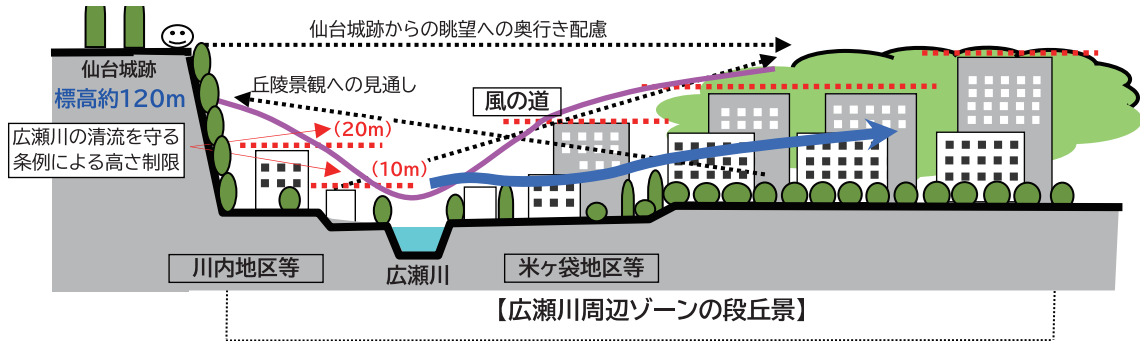 仙台城跡からの眺望への奥行き配慮
仙台城跡
標高約120m
丘陵景観への見通し
風の道
広瀬川の清流を守る
条例による高さ制限
(20m)
(10m)
川内地区等
広瀬川
米ヶ袋地区等
【広瀬川周辺ゾーンの段丘景】